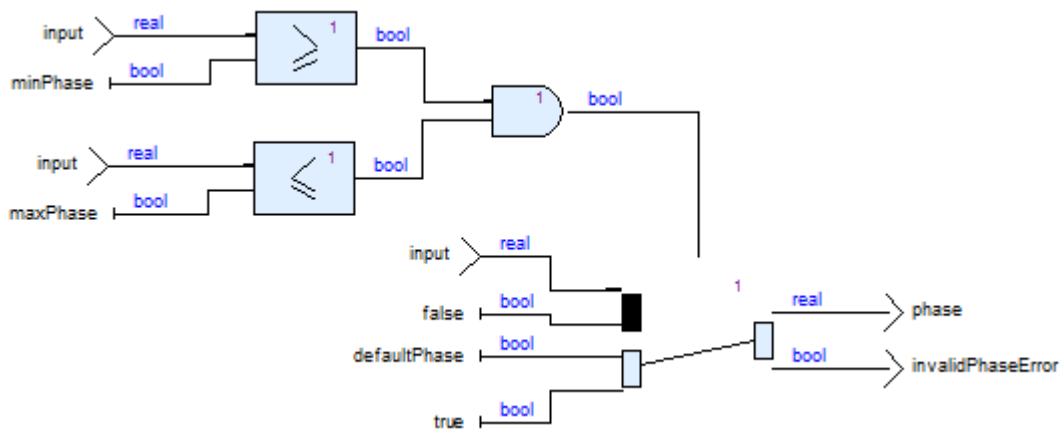 input real 1 bool
minPhase bool ≥
1 bool
input real 1 bool
maxPhase bool ≤
input real
false bool 1 real phase
defaultPhase bool bool invalidPhaseError
true bool